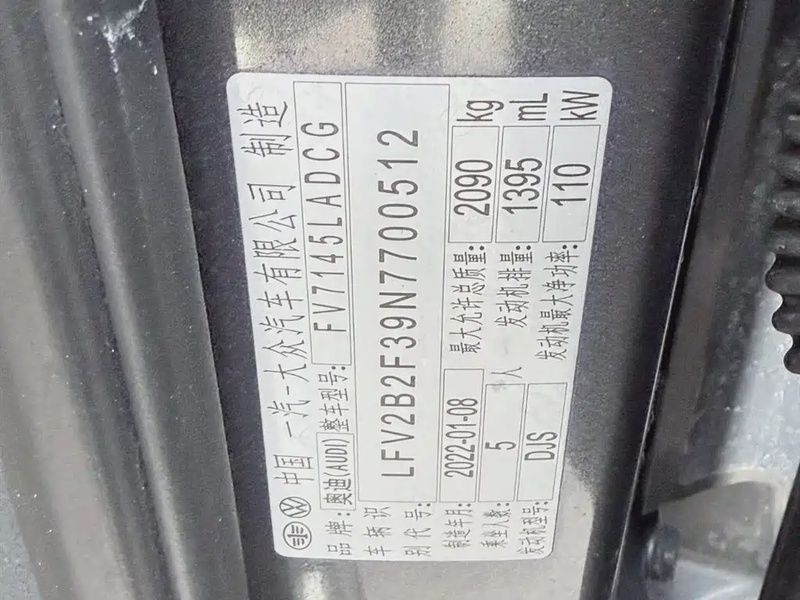 中国 一汽-大众汽车有限公司 制造
品牌: 奥迪(AUDI) 整车型号: FV7145LADCG
车辆识别代号: LFV2B2F39N7700512
制造年月: 2022-01-08 最大允许总质量: 2090 kg
乘坐人数: 5 人 发动机排量: 1395 mL
发动机型号: DJS 发动机最大净功率: 110 kW